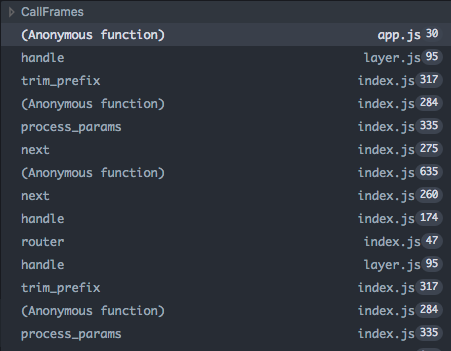 CallFrames
(Anonymous function) app.js 30
handle layer.js 95
trim_prefix index.js 317
(Anonymous function) index.js 284
process_params index.js 335
next index.js 275
(Anonymous function) index.js 635
next index.js 260
handle index.js 174
router index.js 47
handle layer.js 95
trim_prefix index.js 317
(Anonymous function) index.js 284
process_params index.js 335